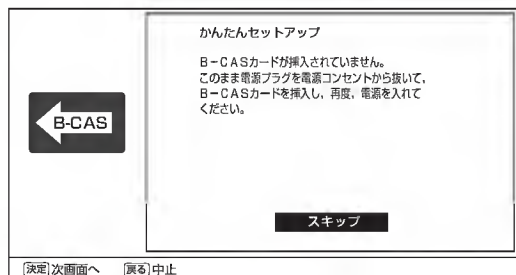 かんたんセットアップ
B-CASカードが挿入されていません。
このまま電源プラグを電源コンセントから抜いて,
B-CASカードを挿入し, 再度, 電源を入れて
ください。
B-CAS
スキップ
決定 次画面へ 戻る 中止